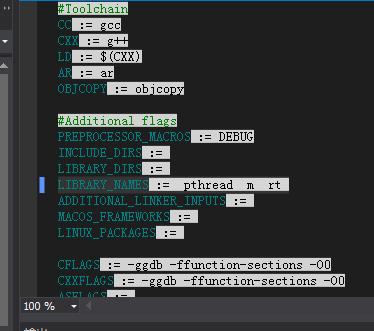 #Toolchain
CC := gcc
CXX := g++
LD := $(CXX)
AR := ar
OBJCOPY := objcopy
#Additional flags
PREPROCESSOR_MACROS := DEBUG
INCLUDE_DIRS :=
LIBRARY_DIRS :=
LIBRARY_NAMES := pthread m rt
ADDITIONAL_LINKER_INPUTS :=
MACOS_FRAMEWORKS :=
LINUX_PACKAGES :=
CFLAGS := -ggdb -ffunction-sections -O0
CXXFLAGS := -ggdb -ffunction-sections -O0
ASFLAGS :=
100 %